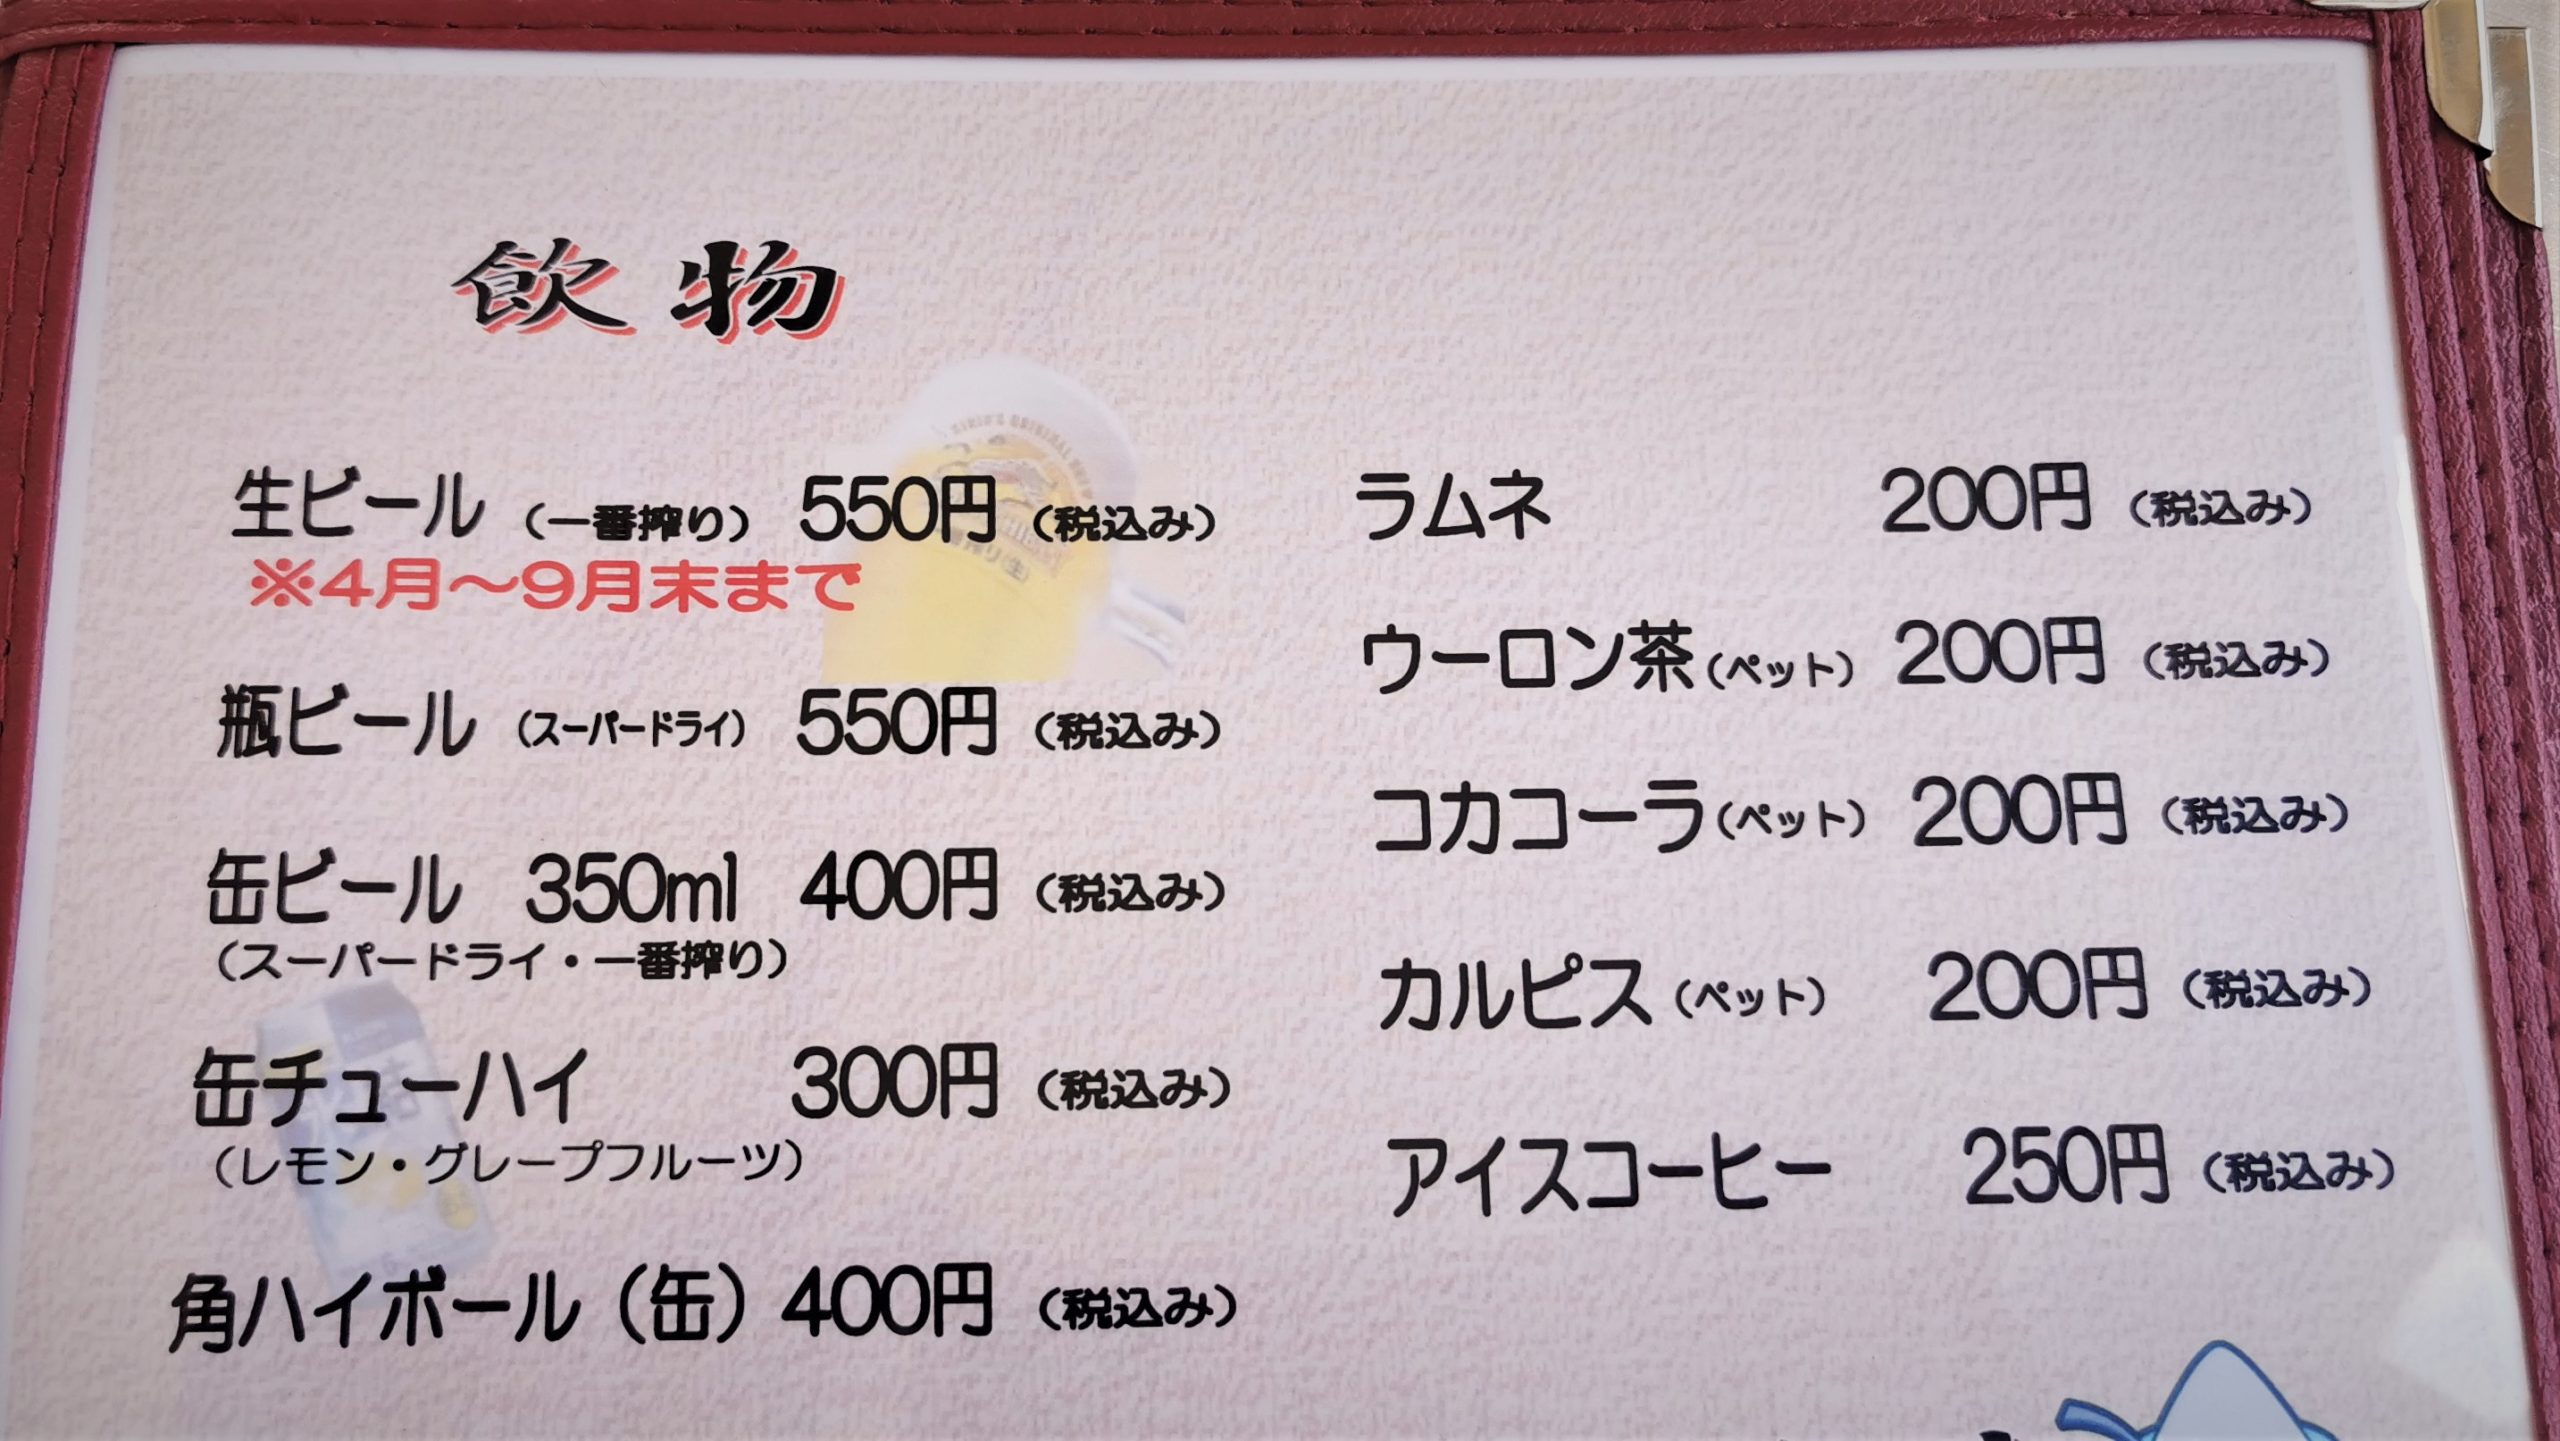 飲物
生ビール（一番搾り）550円（税込み）
※4月～9月末まで
瓶ビール（スーパードライ）550円（税込み）
缶ビール 350ml 400円（税込み）
（スーパードライ・一番搾り）
缶チューハイ 300円（税込み）
（レモン・グレープフルーツ）
角ハイボール（缶）400円（税込み）
ラムネ 200円（税込み）
ウーロン茶（ペット）200円（税込み）
コカコーラ（ペット）200円（税込み）
カルピス（ペット）200円（税込み）
アイスコーヒー 250円（税込み）